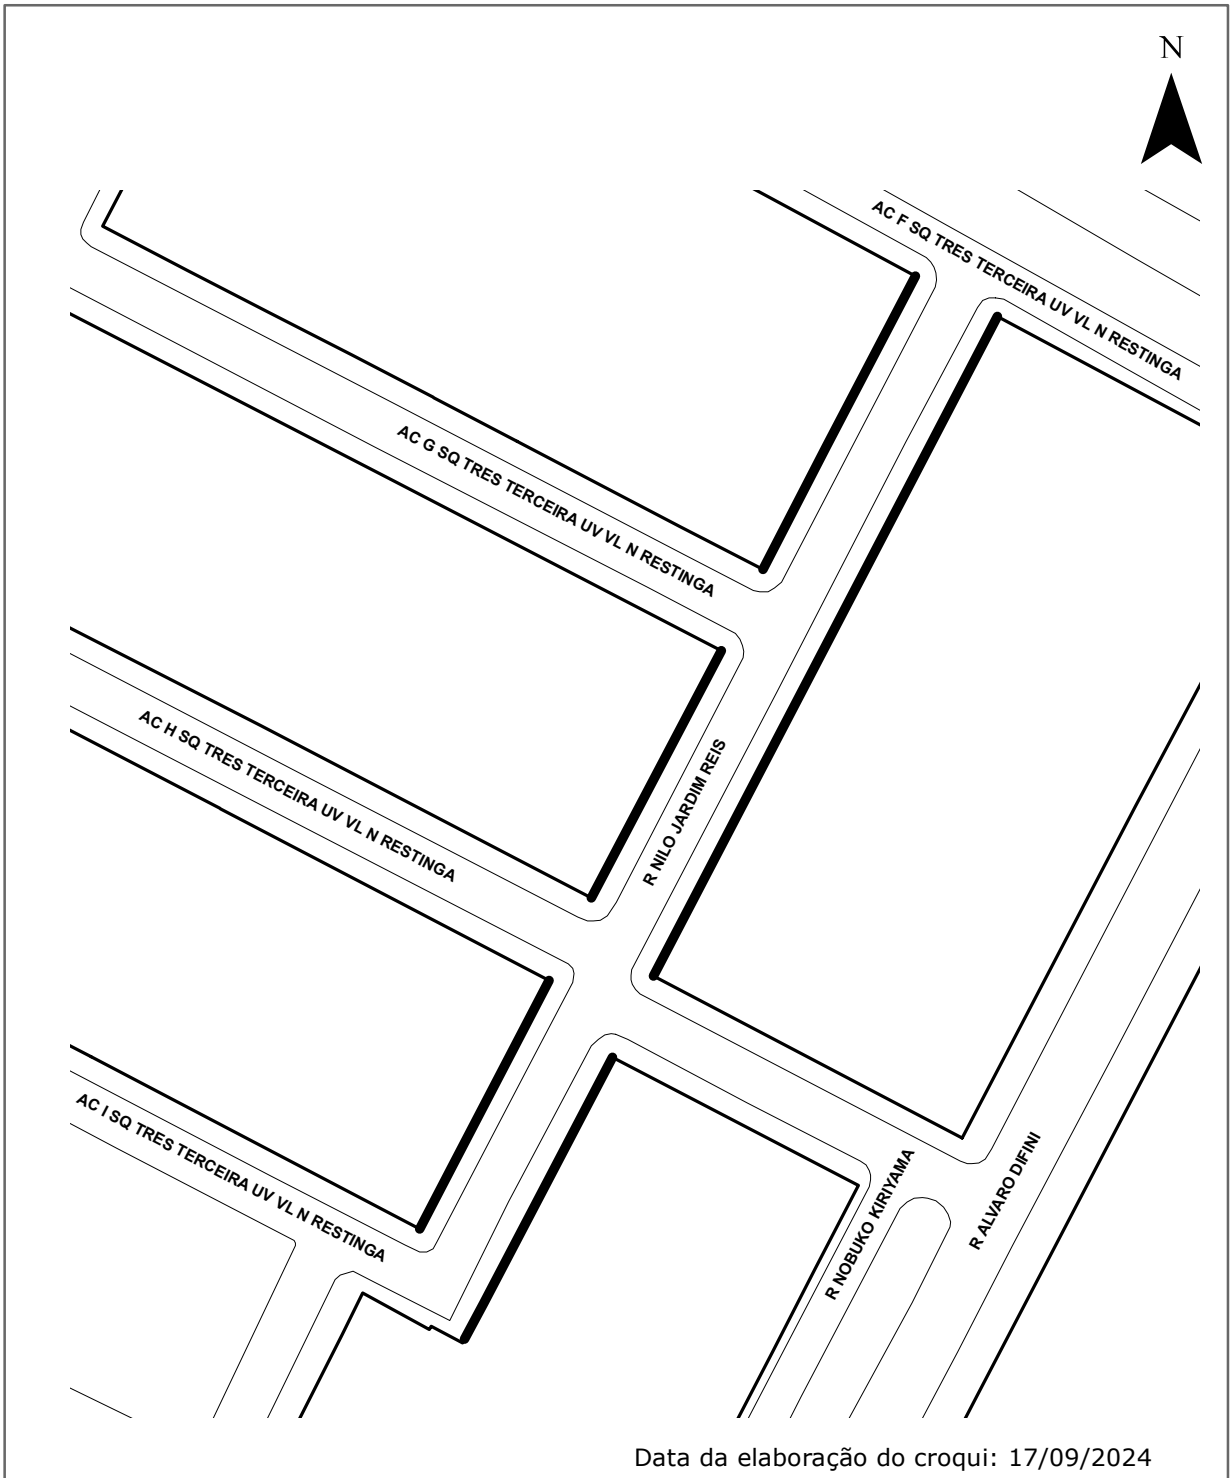 N
AC F SQ TRES TERCEIRA UV VL N RESTINGA
AC G SQ TRES TERCEIRA UV VL N RESTINGA
AC H SQ TRES TERCEIRA UV VL N RESTINGA
R NILO JARDIM REIS
AC I SQ TRES TERCEIRA UV VL N RESTINGA
R NOBUKO KIRIYAMA
R ALVARO DIFINI
Data da elaboração do croqui: 17/09/2024